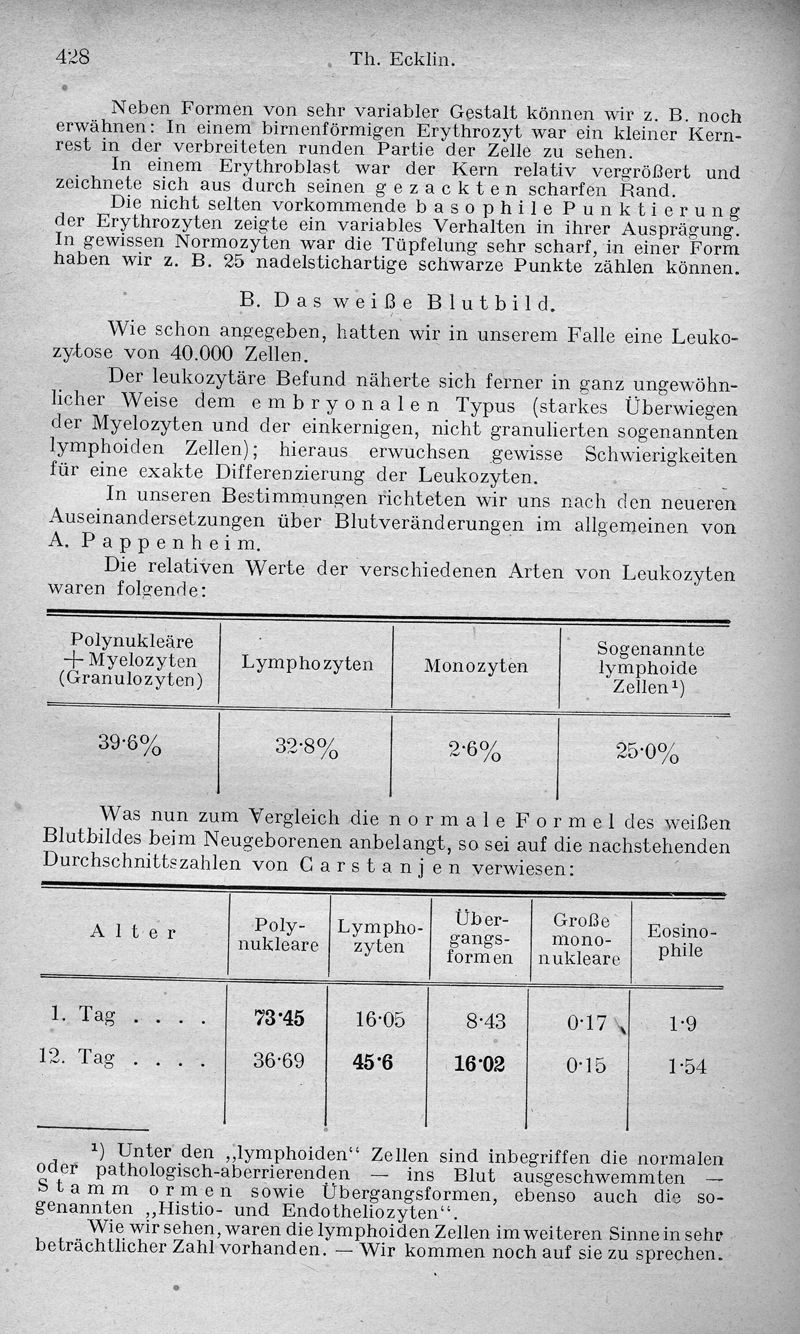 428
Th. Ecklin.
Neben Formen von sehr variabler Gestalt können wir z. B. noch
erwähnen: In einem birnenförmigen Erythrozyt war ein kleiner Kern-
rest in der verbreiteten runden Partie der Zelle zu sehen.
In einem Erythroblast war der Kern relativ vergrößert und
zeichnete sich aus durch seinen gezackten scharfen Rand.
Die nicht selten vorkommende basophile Punktierung
der Erythrozyten zeigte ein variables Verhalten in ihrer Ausprägung.
In gewissen Normozyten war die Tüpfelung sehr scharf, in einer Form
haben wir z. B. 25 nadelstichartige schwarze Punkte zählen können.
B. Das weiße Blutbild.
Wie schon angegeben, hatten wir in unserem Falle eine Leuko-
zytose von 40.000 Zellen.
Der leukozytäre Befund näherte sich ferner in ganz ungewöhn-
licher Weise dem embryonalen Typus (starkes Überwiegen
der Myelozyten und der einkernigen, nicht granulierten sogenannten
lymphoiden Zellen); hieraus erwuchsen gewisse Schwierigkeiten
für eine exakte Differenzierung der Leukozyten.
In unseren Bestimmungen richteten wir uns nach den neueren
Auseinandersetzungen über Blutveränderungen im allgemeinen von
A. Pappenheim.
Die relativen Werte der verschiedenen Arten von Leukozyten
waren folgende:
Polynukleäre
+ Myelozyten
(Granulozyten)
Lymphozyten
Monozyten
Sogenannte
lymphoide
Zellen¹)
39·6%
32·8%
2·6%
25·0%
Was nun zum Vergleich die normale Formel des weißen
Blutbildes beim Neugeborenen anbelangt, so sei auf die nachstehenden
Durchschnittszahlen von Carstanjen verwiesen:
Alter
Poly-
nukleare
Lympho-
zyten
Über-
gangs-
formen
Große
mono-
nukleare
Eosino-
phile
1. Tag . . . . 73·45 16·05 8·43 0·17 1·9
12. Tag . . . . 36·69 45·6 16·02 0·15 1·54
¹) Unter den „lymphoiden“ Zellen sind inbegriffen die normalen
oder pathologisch-aberrierenden — ins Blut ausgeschwemmten —
Stammormen sowie Übergangsformen, ebenso auch die so-
genannten „Histio- und Endotheliozyten“.
Wie wir sehen, waren die lymphoiden Zellen im weiteren Sinne in sehr
beträchtlicher Zahl vorhanden. — Wir kommen noch auf sie zu sprechen.